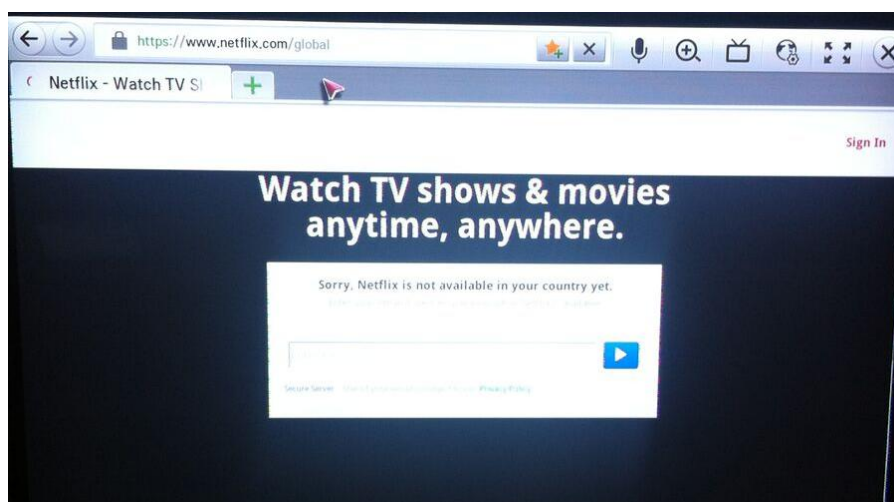 https://www.netflix.com/global
Netflix - Watch TV S
Sign In
Watch TV shows & movies
anytime, anywhere.
Sorry, Netflix is not available in your country yet.
Secure Server
Privacy Policy